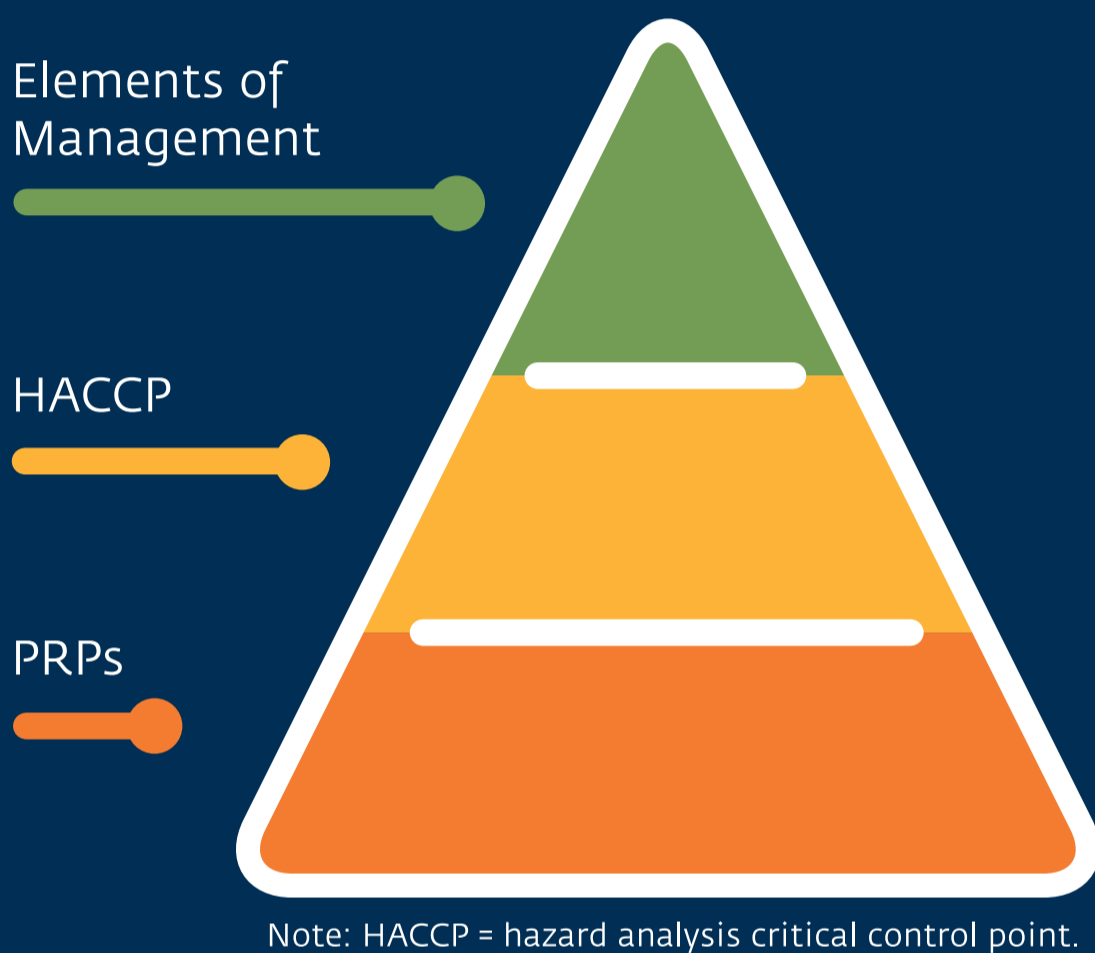 Elements of
Management
HACCP
PRPs
Note: HACCP = hazard analysis critical control point.